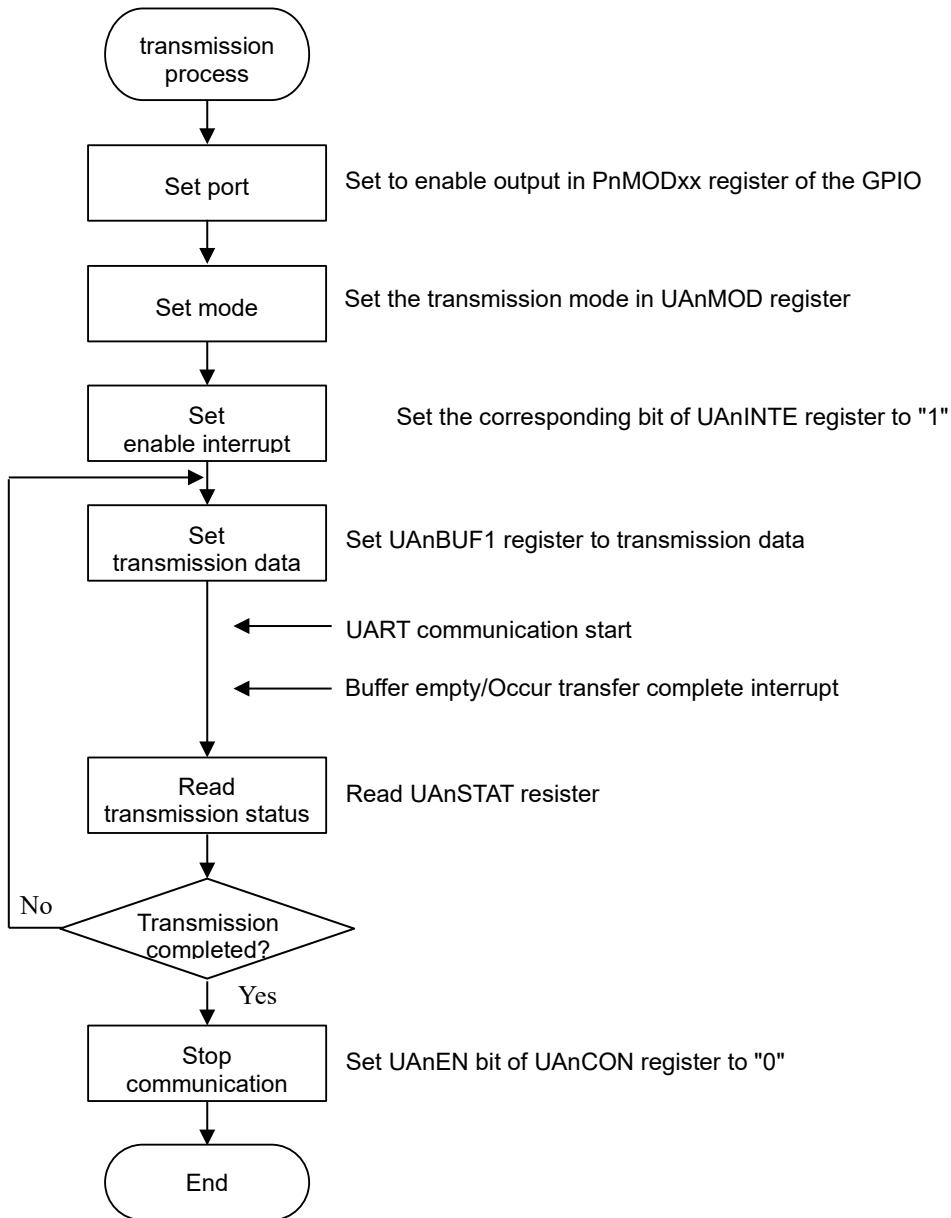 transmission
process
Set port
Set to enable output in PnMODxx register of the GPIO
Set mode
Set the transmission mode in UAnMOD register
Set
enable interrupt
Set the corresponding bit of UAnINTE register to "1"
Set
transmission data
Set UAnBUF1 register to transmission data
UART communication start
Buffer empty/Occur transfer complete interrupt
Read
transmission status
Read UAnSTAT resister
No
Transmission
completed?
Yes
Stop
communication
Set UAnEN bit of UAnCON register to "0"
End